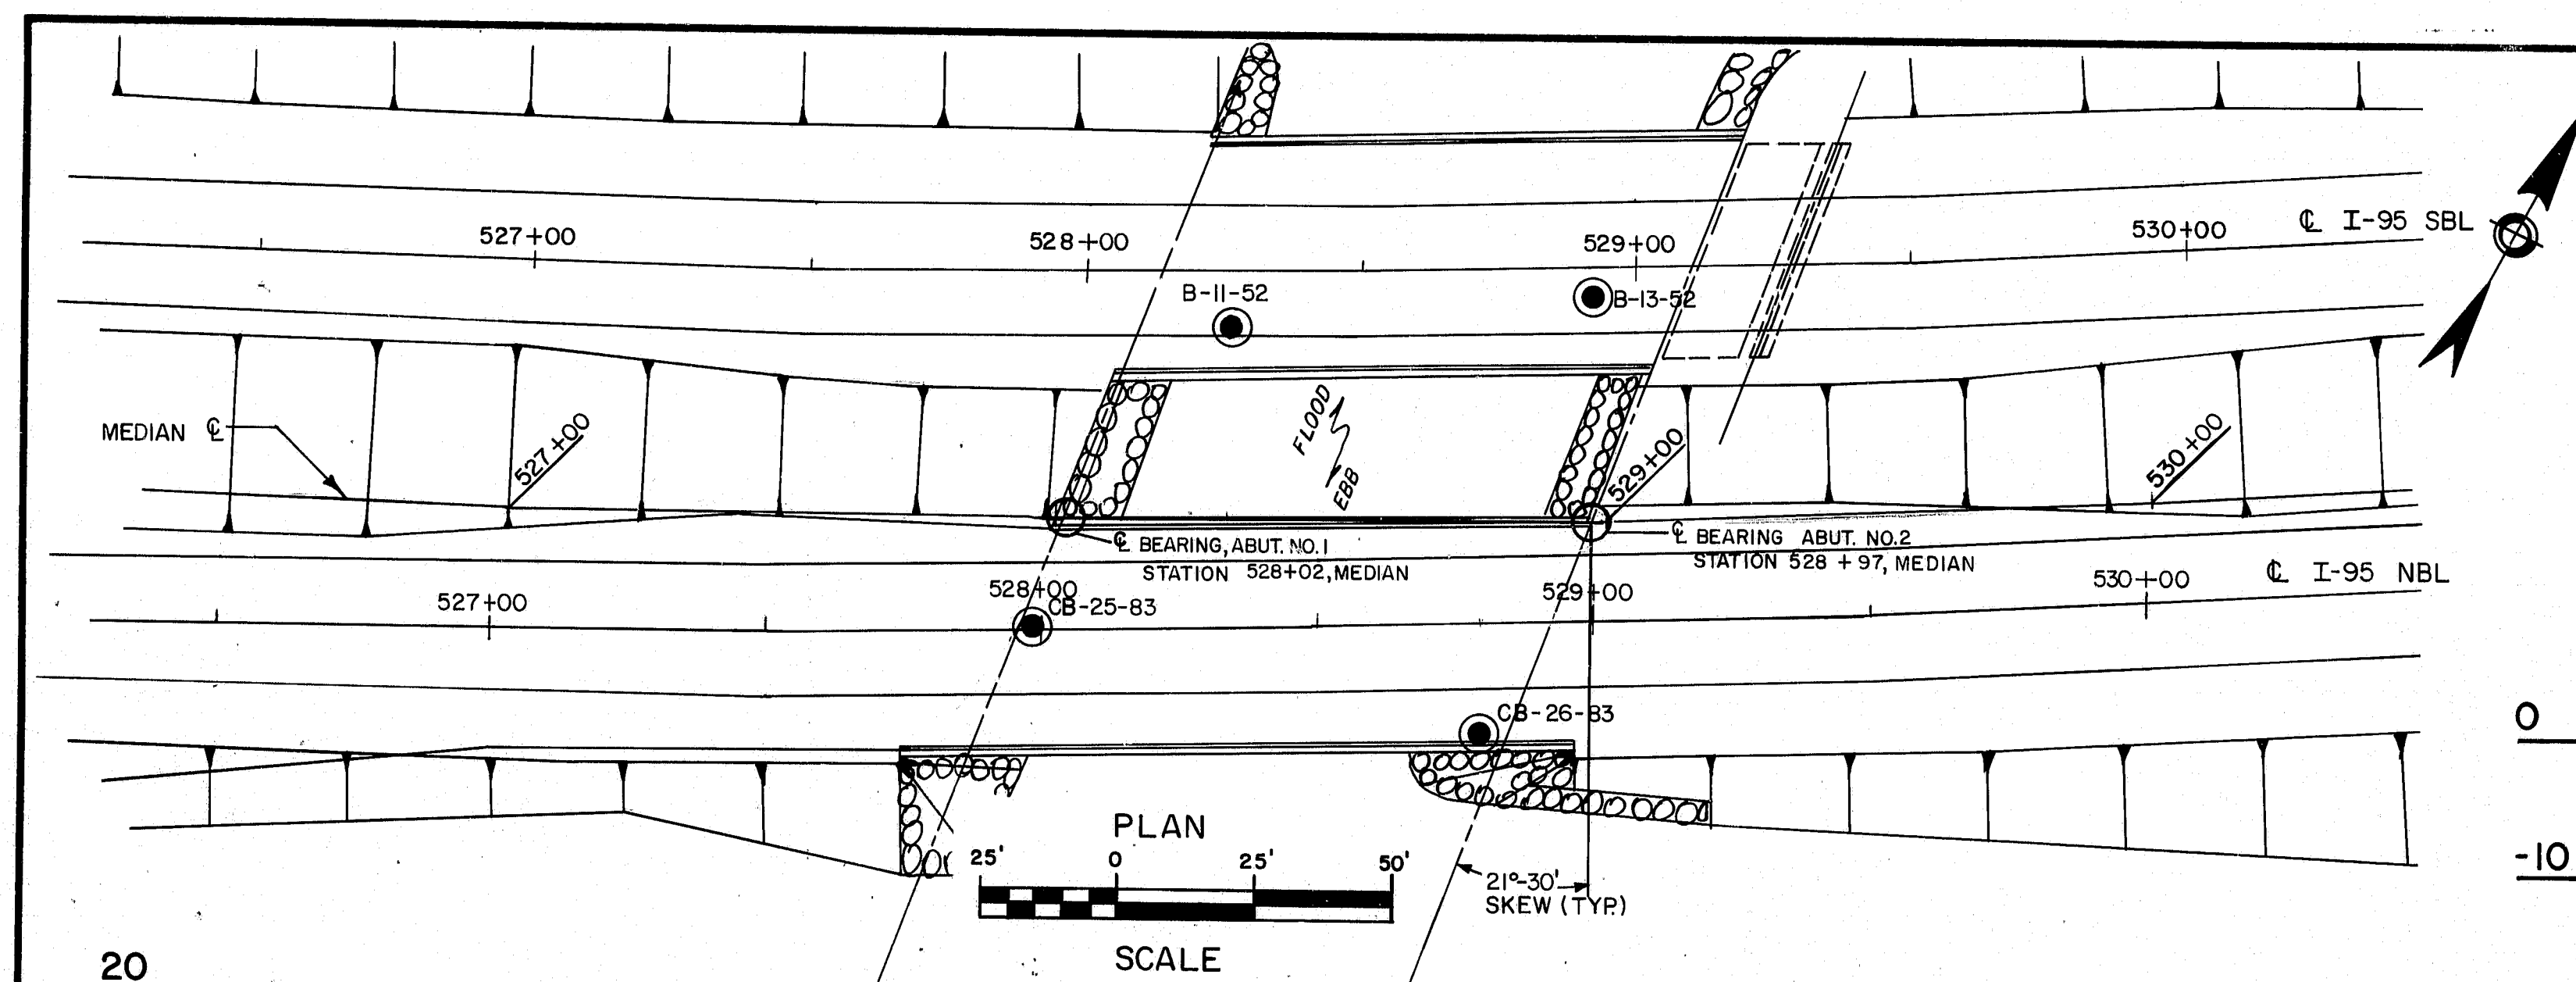 527+00
528+00
529+00
530+00
℄ I-95 SBL
B-11-52
B-13-52
MEDIAN ℄
527+00
FLOOD
EBB
529+00
530+00
℄ BEARING, ABUT. NO. 1
STATION 528+02, MEDIAN
℄ BEARING ABUT. NO. 2
STATION 528 + 97, MEDIAN
527+00
528+00
529+00
530+00
℄ I-95 NBL
CB-25-83
CB-26-83
0
-10
PLAN
25' 0 25' 50'
SCALE
21°-30'
SKEW (TYP.)
20